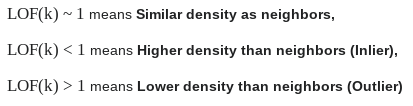 LOF(k) ~ 1 means Similar density as neighbors,
LOF(k) < 1 means Higher density than neighbors (Inlier),
LOF(k) > 1 means Lower density than neighbors (Outlier)